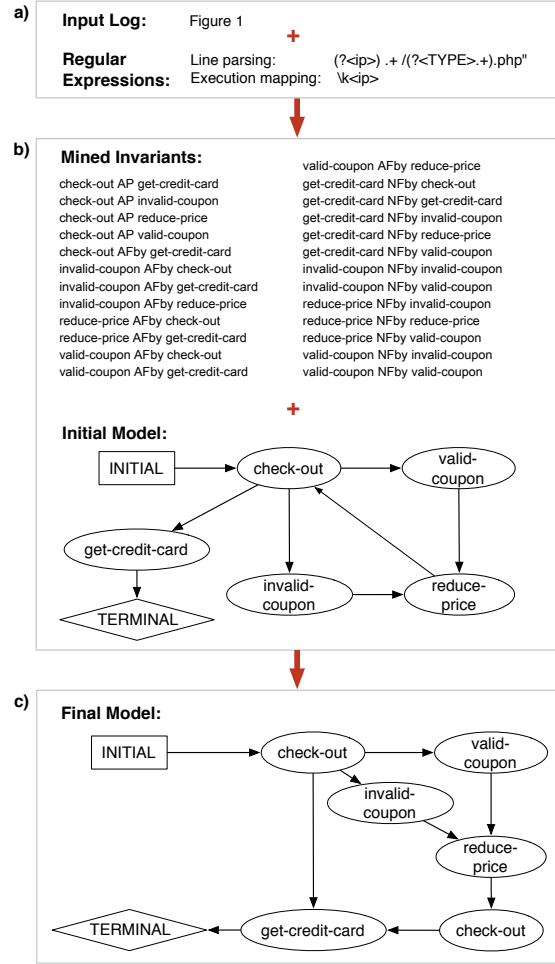 a)
Input Log: Figure 1
+
Regular Expressions:
Line parsing: (?<ip>) .+ /(?<TYPE>.+).php"
Execution mapping: \k<ip>
b)
Mined Invariants:
check-out AP get-credit-card
check-out AP invalid-coupon
check-out AP reduce-price
check-out AP valid-coupon
check-out AFby get-credit-card
invalid-coupon AFby check-out
invalid-coupon AFby get-credit-card
invalid-coupon AFby reduce-price
reduce-price AFby check-out
reduce-price AFby get-credit-card
valid-coupon AFby check-out
valid-coupon AFby get-credit-card
valid-coupon AFby reduce-price
get-credit-card NFby check-out
get-credit-card NFby get-credit-card
get-credit-card NFby invalid-coupon
get-credit-card NFby reduce-price
get-credit-card NFby valid-coupon
invalid-coupon NFby invalid-coupon
invalid-coupon NFby valid-coupon
reduce-price NFby invalid-coupon
reduce-price NFby reduce-price
reduce-price NFby valid-coupon
valid-coupon NFby invalid-coupon
valid-coupon NFby valid-coupon
+
Initial Model:
INITIAL
check-out
valid-
coupon
get-credit-card
invalid-
coupon
reduce-
price
TERMINAL
c)
Final Model:
INITIAL
check-out
valid-
coupon
invalid-
coupon
reduce-
price
TERMINAL
get-credit-card
check-out